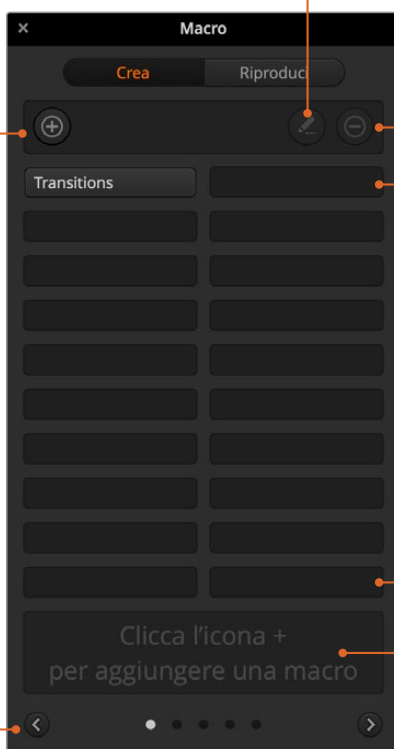 Macro
Crea Riproduci
Transitions
Clicca l’icona +
per aggiungere una macro